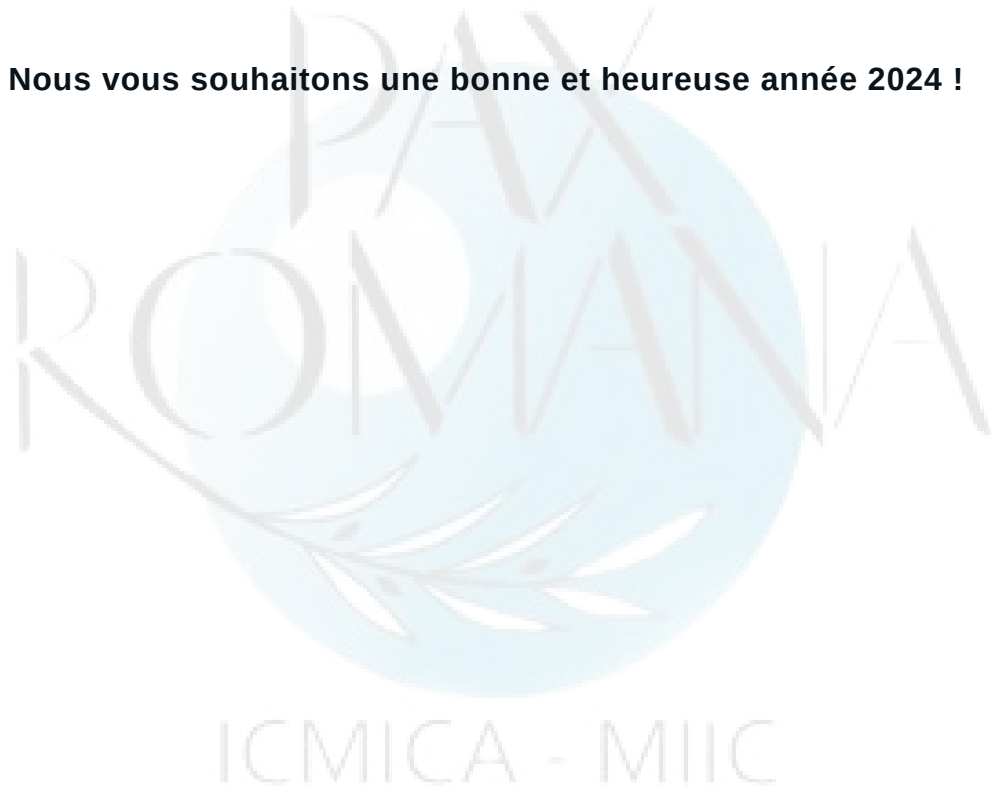 Nous vous souhaitons une bonne et heureuse année 2024 !
PAX
ROMANA
ICMICA - MIIC